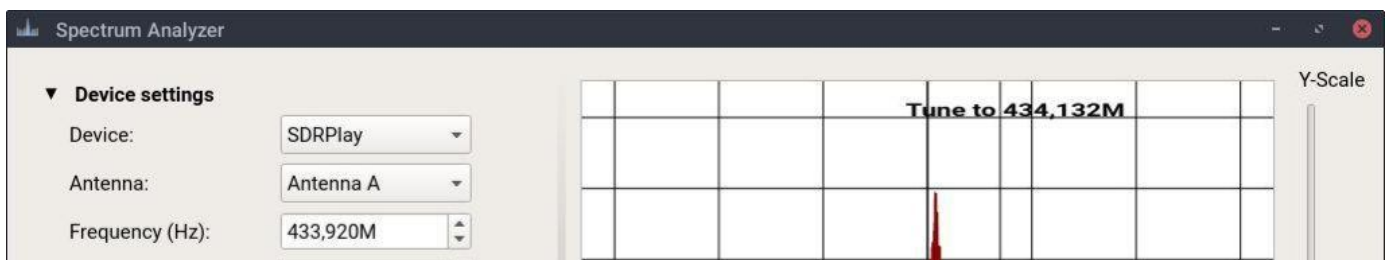 Spectrum Analyzer
Y-Scale
Device settings
Tune to 434,132M
Device:
SDRPlay
Antenna:
Antenna A
Frequency (Hz):
433,920M